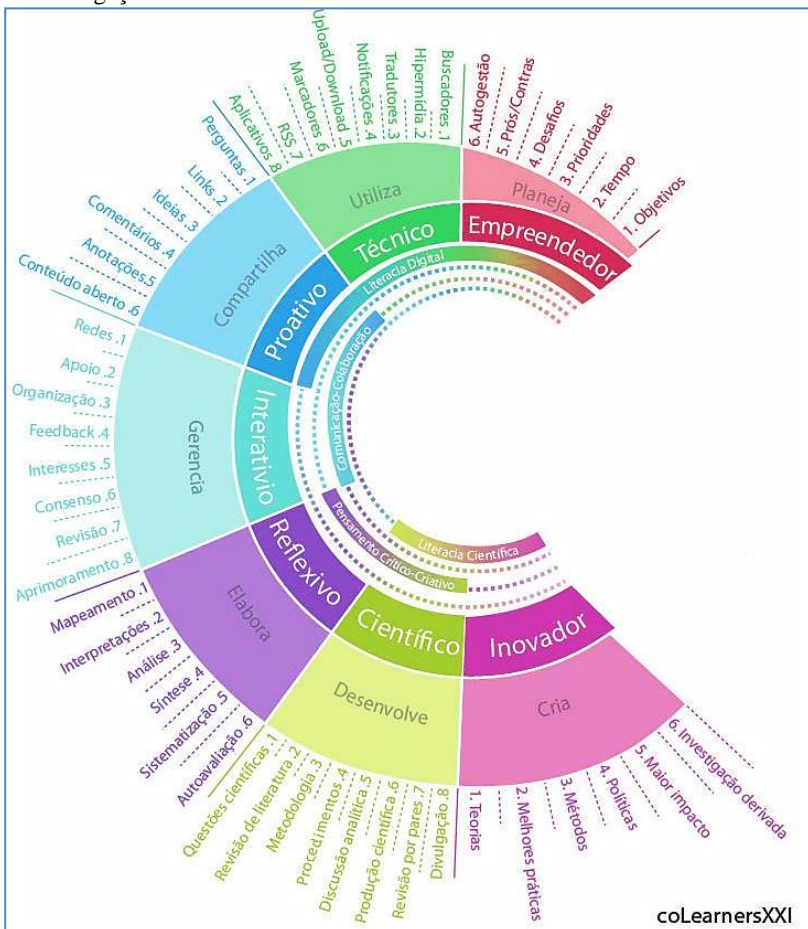 1. Objetivos
2. Tempo
3. Prioridades
4. Desafios
5. Prós/Contras
6. Autogestão
Planeja
Empreendedor
Buscadores .1
Hipermídia .2
Tradutores .3
Notificações .4
Upload/Download .5
Marcadores .6
RSS .7
Aplicativos .8
Utiliza
Técnico
Literacia Digital
Perguntas .1
Links .2
Ideias .3
Comentários .4
Anotações.5
Conteúdo aberto .6
Compartilha
Proativo
Comunicação-Colaboração
Redes .1
Apoio .2
Organização .3
Feedback .4
Interesses .5
Consenso .6
Revisão .7
Aprimoramento .8
Gerencia
Interativio
Mapeamento .1
Interpretações .2
Análise .3
Síntese .4
Sistematização .5
Autoavaliação .6
Elabora
Reflexivo
Pensamento Crítico-Criativo
Questões científicas .1
Revisão de literatura .2
Metodologia .3
Procedimentos .4
Discussão analítica .5
Produção científica .6
Revisão por pares .7
Divulgação .8
Desenvolve
Científico
Literacia Científica
1. Teorias
2. Melhores práticas
3. Métodos
4. Políticas
5. Maior impacto
6. Investigação derivada
Cria
Inovador
coLearnersXXI